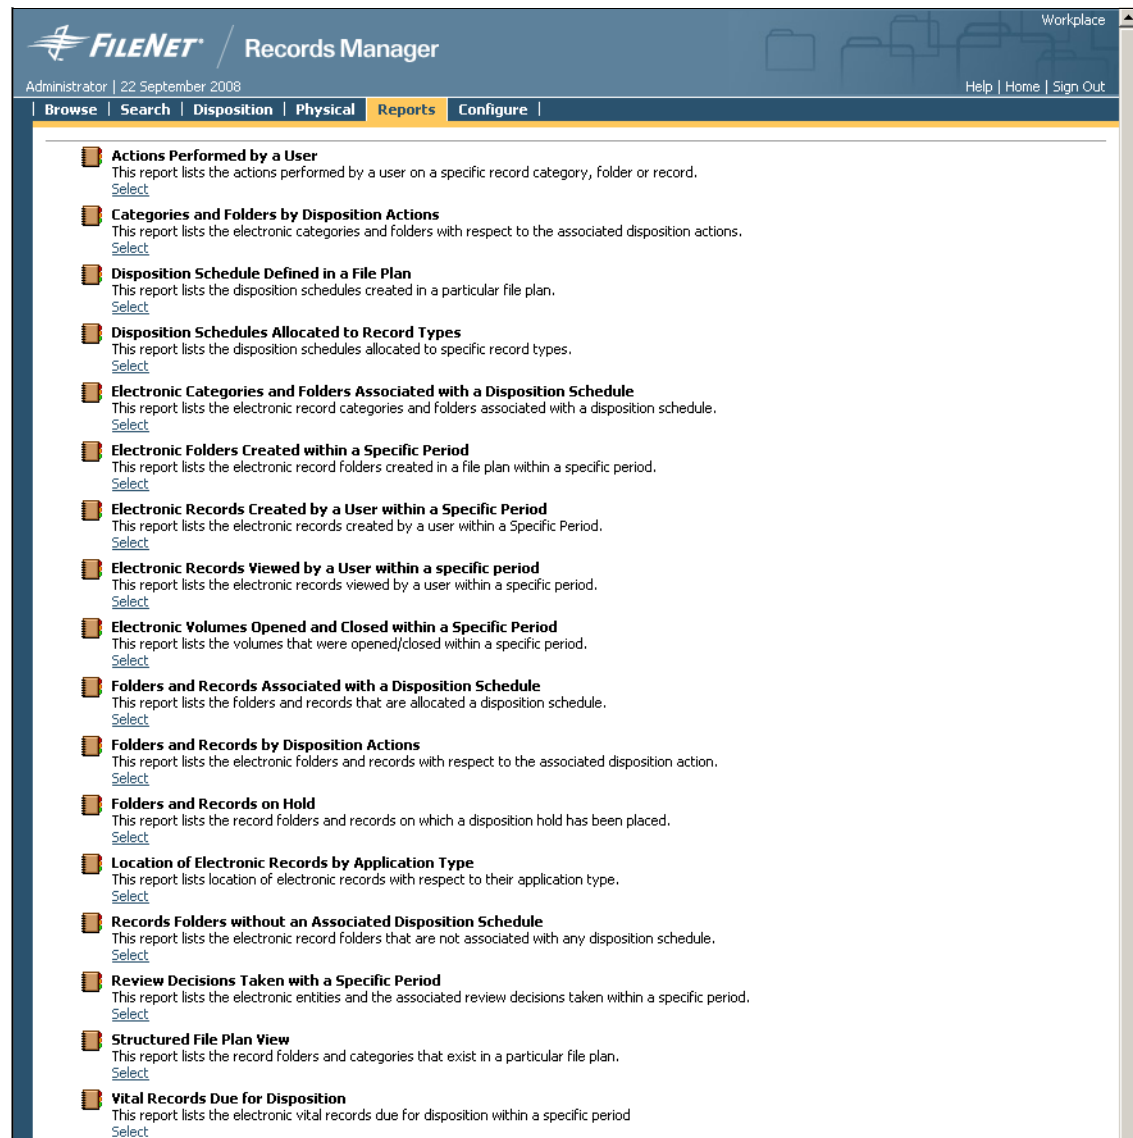 Workplace
FILENET / Records Manager
Administrator | 22 September 2008
Help | Home | Sign Out
| Browse | Search | Disposition | Physical Reports Configure |
Actions Performed by a User
This report lists the actions performed by a user on a specific record category, folder or record.
Select
Categories and Folders by Disposition Actions
This report lists the electronic categories and folders with respect to the associated disposition actions.
Select
Disposition Schedule Defined in a File Plan
This report lists the disposition schedules created in a particular file plan.
Select
Disposition Schedules Allocated to Record Types
This report lists the disposition schedules allocated to specific record types.
Select
Electronic Categories and Folders Associated with a Disposition Schedule
This report lists the electronic record categories and folders associated with a disposition schedule.
Select
Electronic Folders Created within a Specific Period
This report lists the electronic record folders created in a file plan within a specific period.
Select
Electronic Records Created by a User within a Specific Period
This report lists the electronic records created by a user within a Specific Period.
Select
Electronic Records Viewed by a User within a specific period
This report lists the electronic records viewed by a user within a specific period.
Select
Electronic Volumes Opened and Closed within a Specific Period
This report lists the volumes that were opened/closed within a specific period.
Select
Folders and Records Associated with a Disposition Schedule
This report lists the folders and records that are allocated a disposition schedule.
Select
Folders and Records by Disposition Actions
This report lists the electronic folders and records with respect to the associated disposition action.
Select
Folders and Records on Hold
This report lists the record folders and records on which a disposition hold has been placed.
Select
Location of Electronic Records by Application Type
This report lists location of electronic records with respect to their application type.
Select
Records Folders without an Associated Disposition Schedule
This report lists the electronic record folders that are not associated with any disposition schedule.
Select
Review Decisions Taken with a Specific Period
This report lists the electronic entities and the associated review decisions taken within a specific period.
Select
Structured File Plan View
This report lists the record folders and categories that exist in a particular file plan.
Select
Vital Records Due for Disposition
This report lists the electronic vital records due for disposition within a specific period
Select